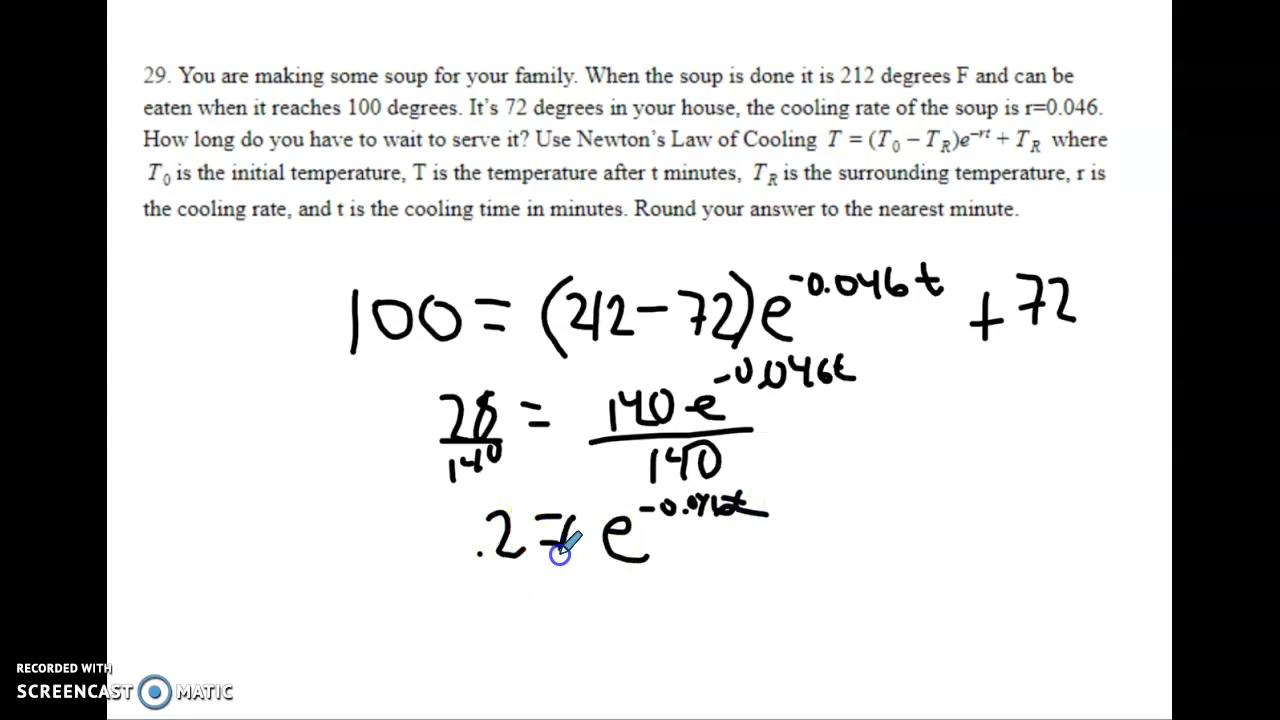 29. You are making some soup for your family. When the soup is done it is 212 degrees F and can be
eaten when it reaches 100 degrees. It's 72 degrees in your house, the cooling rate of the soup is r=0.046.
How long do you have to wait to serve it? Use Newton's Law of Cooling T = (T₀ − T_R)e^{−rt} + T_R where
T₀ is the initial temperature, T is the temperature after t minutes, T_R is the surrounding temperature, r is
the cooling rate, and t is the cooling time in minutes. Round your answer to the nearest minute.
100 = (212 − 72)e^{−0.046t} + 72
28/140 = 140e^{−0.046t}/140
.2 = e^{−0.046t}
RECORDED WITH
SCREENCAST MATIC